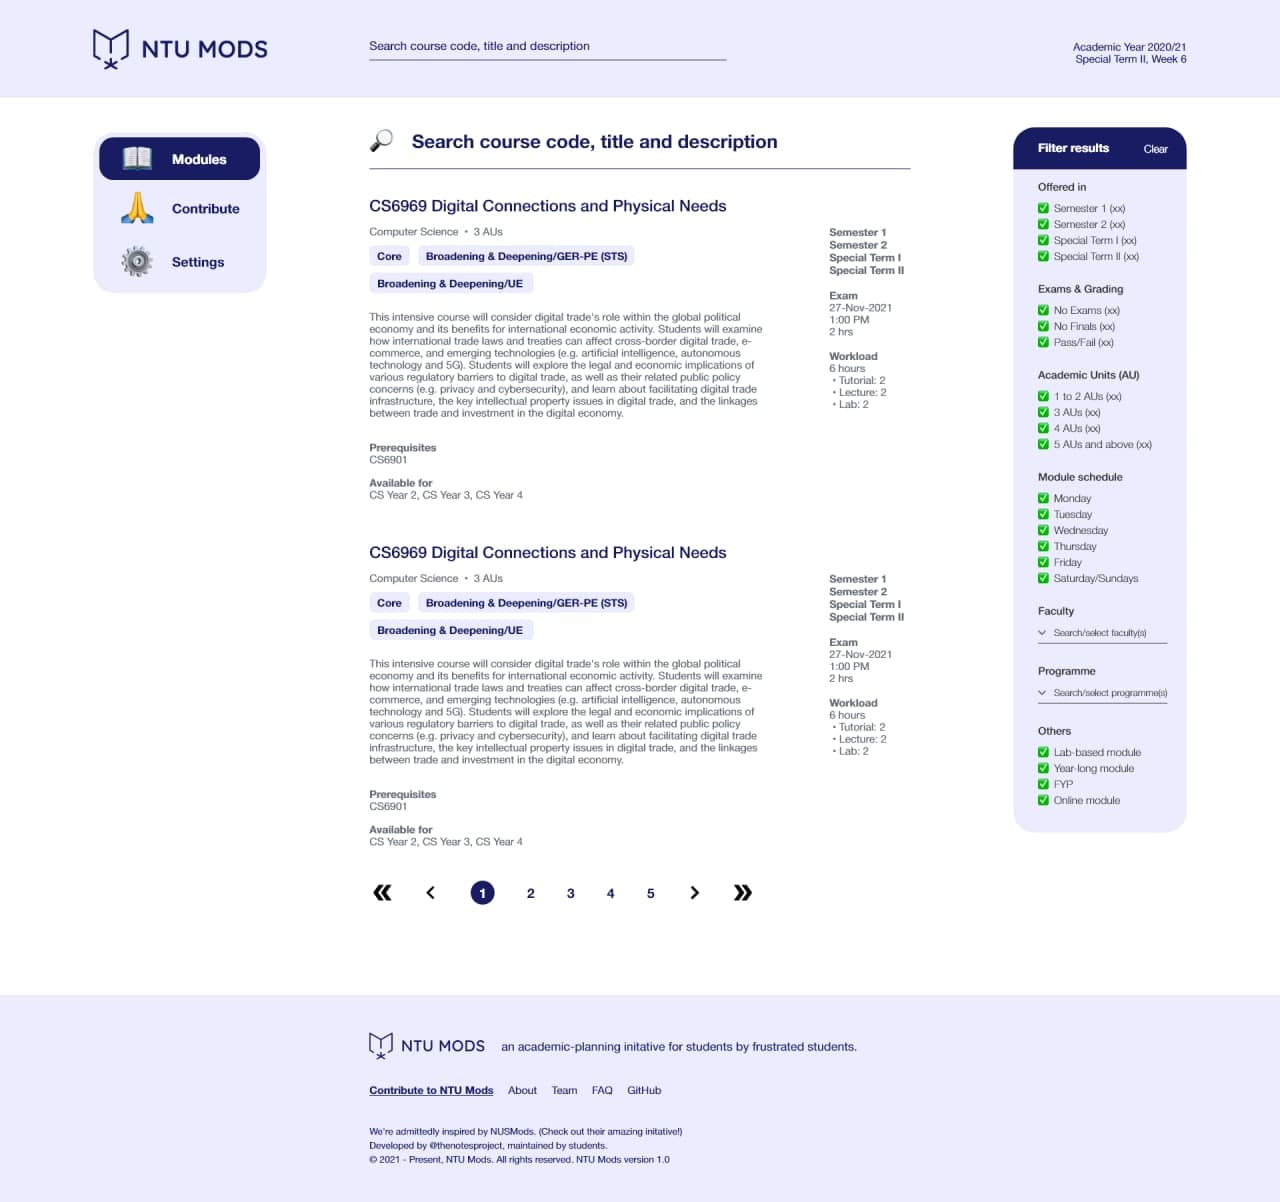 NTU MODS
Search course code, title and description
Academic Year 2020/21
Special Term II, Week 6
Modules
Contribute
Settings
Search course code, title and description
CS6969 Digital Connections and Physical Needs
Computer Science • 3 AUs
Core
Broadening & Deepening/GER-PE (STS)
Broadening & Deepening/UE
This intensive course will consider digital trade's role within the global political
economy and its benefits for international economic activity. Students will examine
how international trade laws and treaties can affect cross-border digital trade, e-
commerce, and emerging technologies (e.g. artificial intelligence, autonomous
technology and 5G). Students will explore the legal and economic implications of
various regulatory barriers to digital trade, as well as their related public policy
concerns (e.g. privacy and cybersecurity), and learn about facilitating digital trade
infrastructure, the key intellectual property issues in digital trade, and the linkages
between trade and investment in the digital economy.
Prerequisites
CS6901
Available for
CS Year 2, CS Year 3, CS Year 4
Semester 1
Semester 2
Special Term I
Special Term II
Exam
27-Nov-2021
1:00 PM
2 hrs
Workload
6 hours
• Tutorial: 2
• Lecture: 2
• Lab: 2
CS6969 Digital Connections and Physical Needs
Computer Science • 3 AUs
Core
Broadening & Deepening/GER-PE (STS)
Broadening & Deepening/UE
This intensive course will consider digital trade's role within the global political
economy and its benefits for international economic activity. Students will examine
how international trade laws and treaties can affect cross-border digital trade, e-
commerce, and emerging technologies (e.g. artificial intelligence, autonomous
technology and 5G). Students will explore the legal and economic implications of
various regulatory barriers to digital trade, as well as their related public policy
concerns (e.g. privacy and cybersecurity), and learn about facilitating digital trade
infrastructure, the key intellectual property issues in digital trade, and the linkages
between trade and investment in the digital economy.
Prerequisites
CS6901
Available for
CS Year 2, CS Year 3, CS Year 4
Semester 1
Semester 2
Special Term I
Special Term II
Exam
27-Nov-2021
1:00 PM
2 hrs
Workload
6 hours
• Tutorial: 2
• Lecture: 2
• Lab: 2
1 2 3 4 5
Filter results Clear
Offered in
Semester 1 (xx)
Semester 2 (xx)
Special Term I (xx)
Special Term II (xx)
Exams & Grading
No Exams (xx)
No Finals (xx)
Pass/Fail (xx)
Academic Units (AU)
1 to 2 AUs (xx)
3 AUs (xx)
4 AUs (xx)
5 AUs and above (xx)
Module schedule
Monday
Tuesday
Wednesday
Thursday
Friday
Saturday/Sundays
Faculty
Search/select faculty(s)
Programme
Search/select programme(s)
Others
Lab-based module
Year-long module
FYP
Online module
NTU MODS an academic-planning initative for students by frustrated students.
Contribute to NTU Mods About Team FAQ GitHub
We're admittedly inspired by NUSMods. (Check out their amazing initative!)
Developed by @thenotesproject, maintained by students.
© 2021 - Present, NTU Mods. All rights reserved. NTU Mods version 1.0